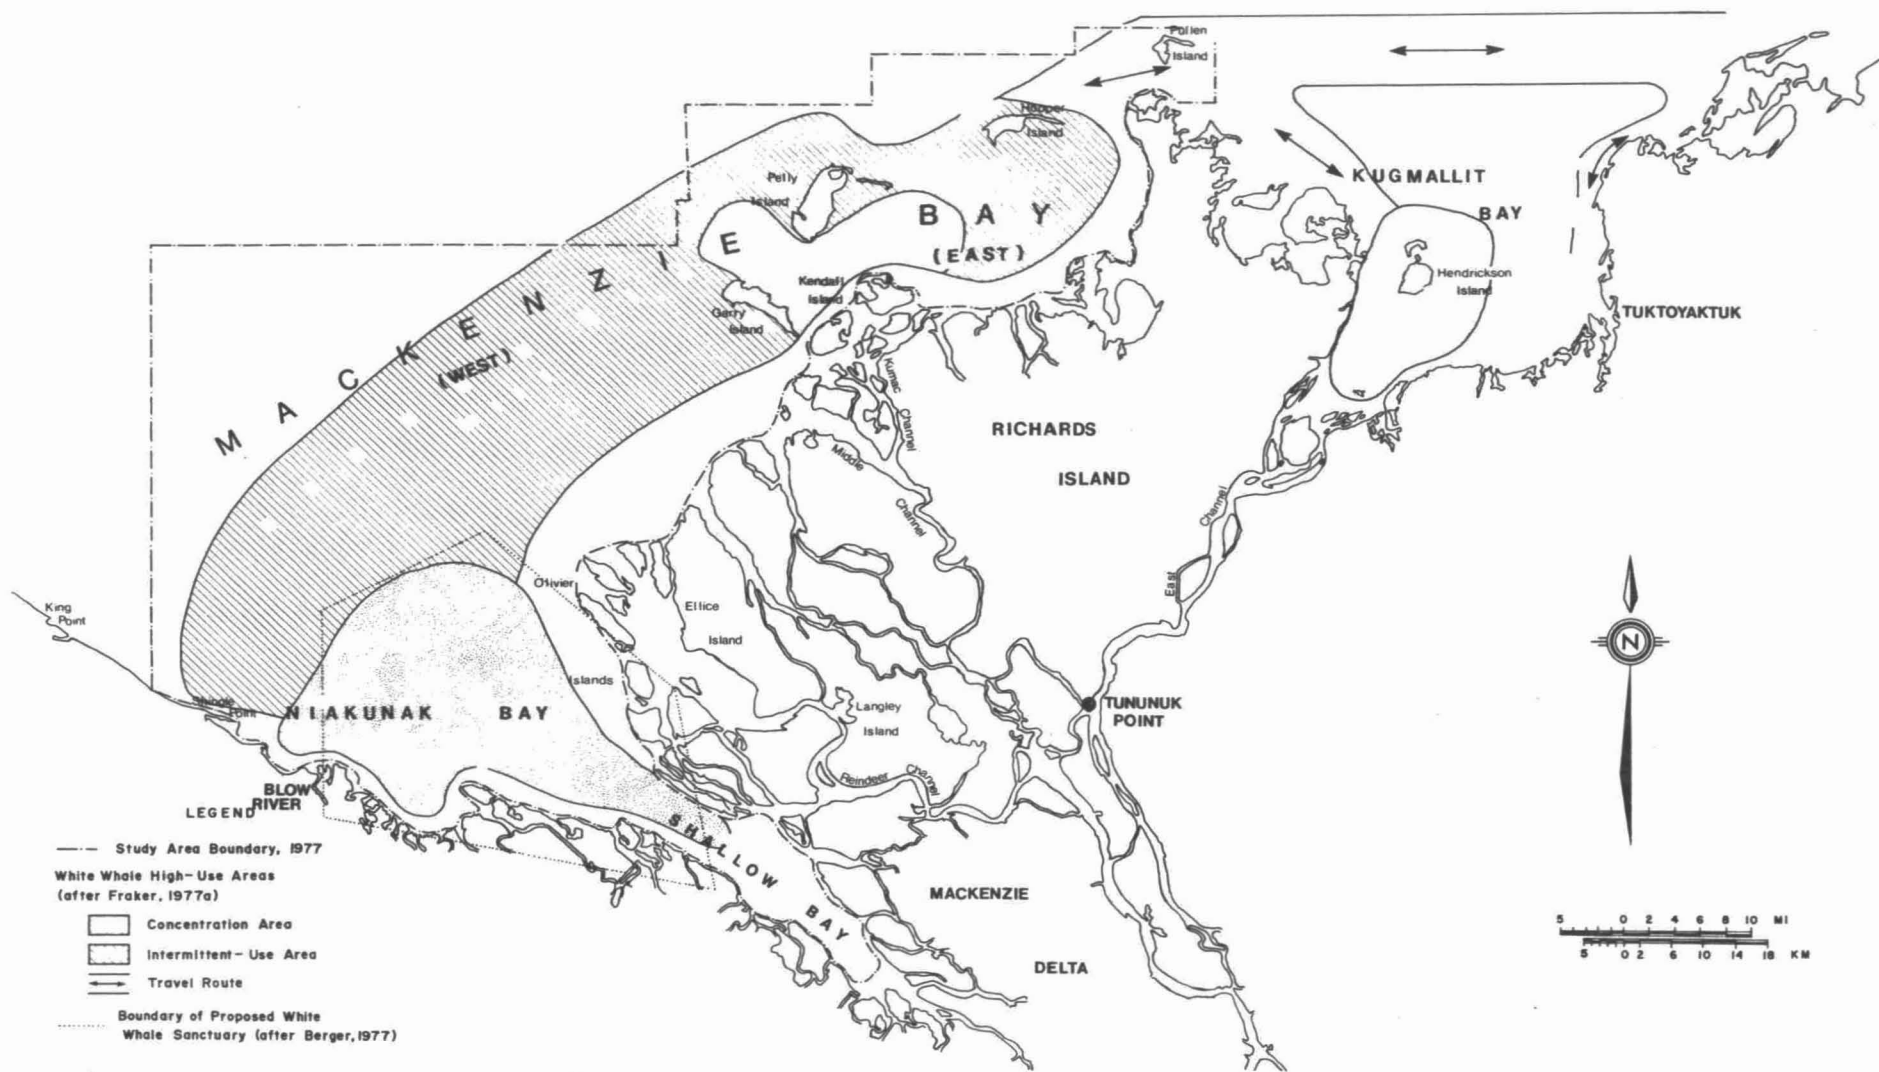 Pullen
Island
Hooper
Island
Pelly
Island
KUGMALLIT
BAY
MACKENZIE BAY
(EAST)
(WEST)
Hendrickson
Island
TUKTOYAKTUK
Kendall
Island
Garry
Island
Kumac
Channel
RICHARDS
ISLAND
Middle
Channel
East
Channel
Olivier
Islands
Ellice
Island
King
Point
Shingle
Point
NIAKUNAK BAY
Langley
Island
TUNUNUK
POINT
Reindeer Channel
BLOW
RIVER
SHALLOW
BAY
MACKENZIE
DELTA
N
LEGEND
Study Area Boundary, 1977
White Whale High-Use Areas
(after Fraker, 1977a)
Concentration Area
Intermittent-Use Area
Travel Route
Boundary of Proposed White
Whale Sanctuary (after Berger, 1977)
5 0 2 4 6 8 10 MI
5 0 2 6 10 14 18 KM